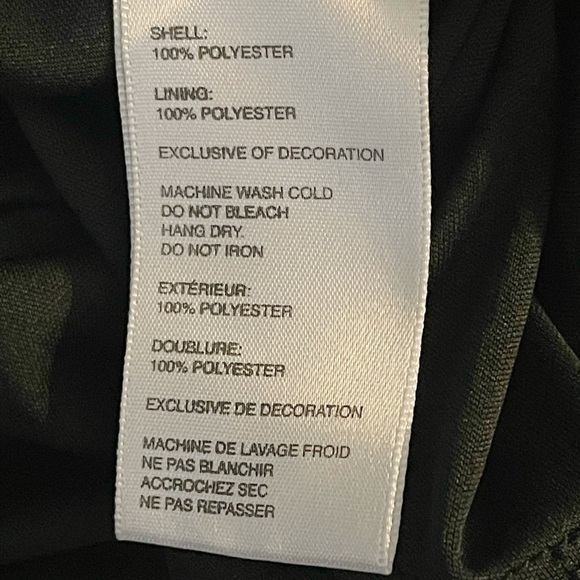 SHELL:
100% POLYESTER
LINING:
100% POLYESTER
EXCLUSIVE OF DECORATION
MACHINE WASH COLD
DO NOT BLEACH
HANG DRY.
DO NOT IRON
EXTÉRIEUR:
100% POLYESTER
DOUBLURE:
100% POLYESTER
EXCLUSIVE DE DECORATION
MACHINE DE LAVAGE FROID
NE PAS BLANCHIR
ACCROCHEZ SEC
NE PAS REPASSER